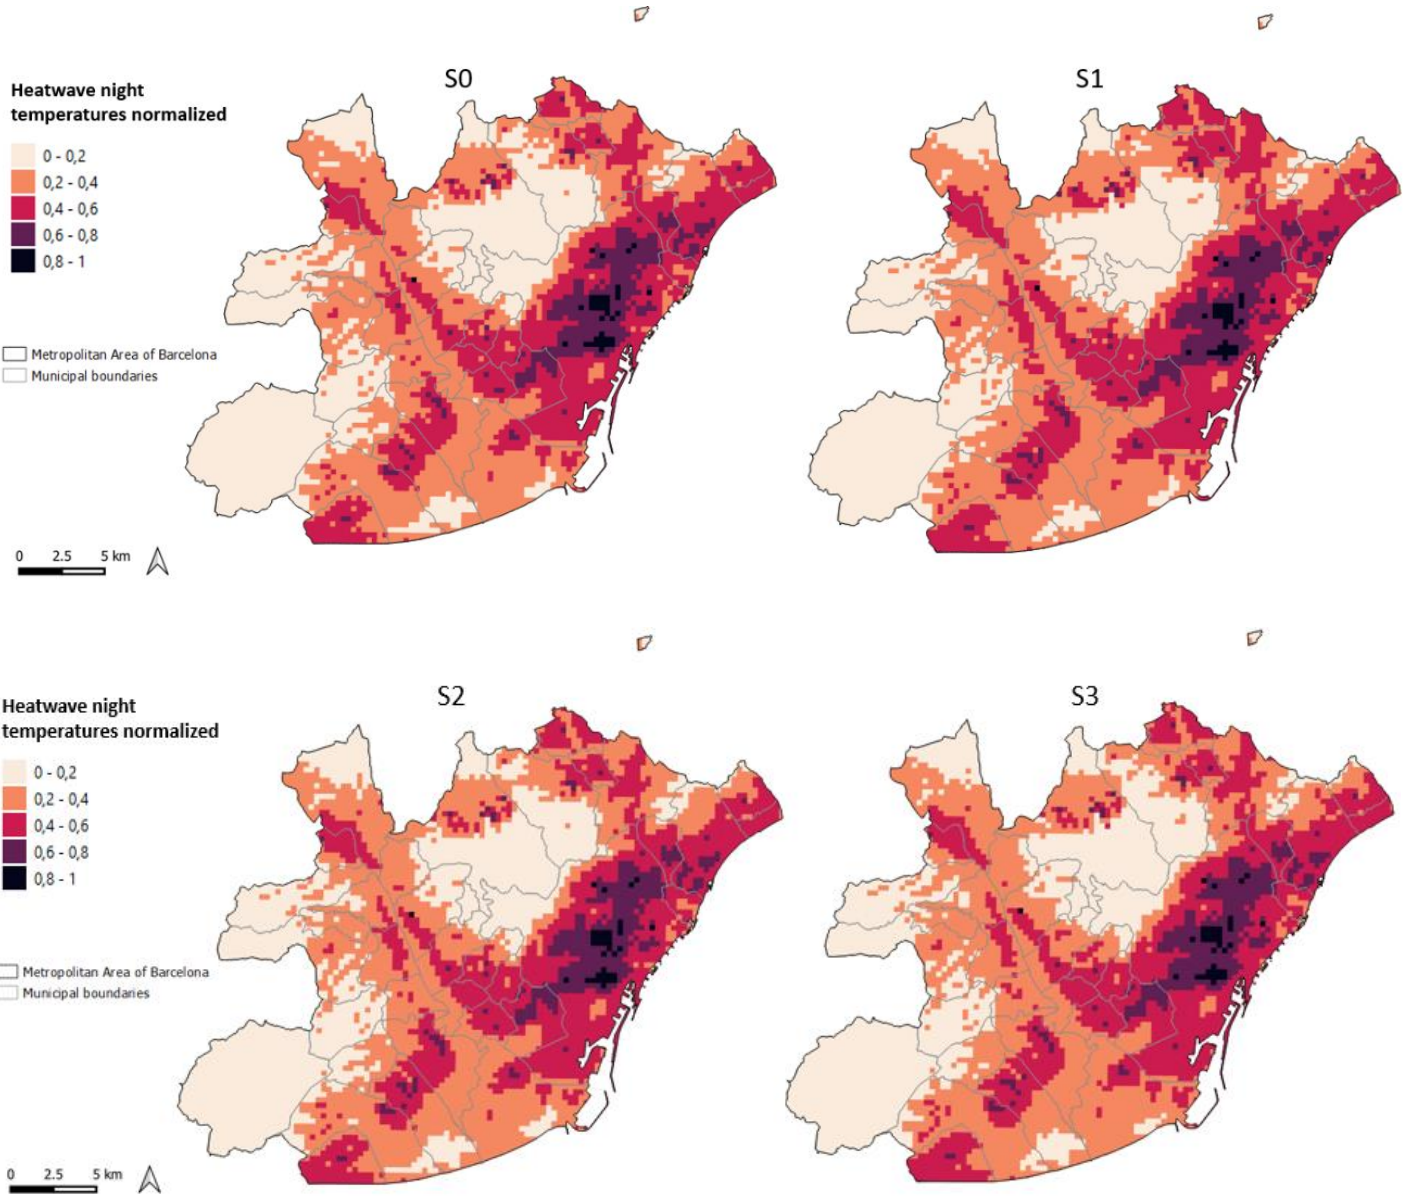 S0
S1
Heatwave night
temperatures normalized
0 - 0,2
0,2 - 0,4
0,4 - 0,6
0,6 - 0,8
0,8 - 1
Metropolitan Area of Barcelona
Municipal boundaries
0 2.5 5 km
S2
S3
Heatwave night
temperatures normalized
0 - 0,2
0,2 - 0,4
0,4 - 0,6
0,6 - 0,8
0,8 - 1
Metropolitan Area of Barcelona
Municipal boundaries
0 2.5 5 km